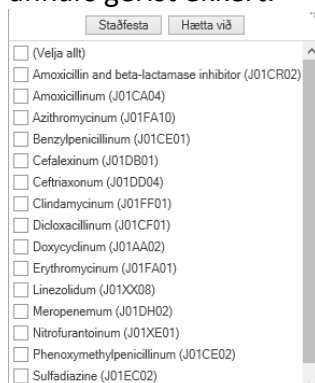 Staðfesta Hætta við
(Velja allt)
Amoxicillin and beta-lactamase inhibitor (J01CR02)
Amoxicillinum (J01CA04)
Azithromycinum (J01FA10)
Benzylpenicillinum (J01CE01)
Cefalexinum (J01DB01)
Ceftriaxonum (J01DD04)
Clindamycinum (J01FF01)
Dicloxacillinum (J01CF01)
Doxycyclinum (J01AA02)
Erythromycinum (J01FA01)
Linezolidum (J01XX08)
Meropenemum (J01DH02)
Nitrofurantoinum (J01XE01)
Phenoxymethylpenicillinum (J01CE02)
Sulfadiazine (J01EC02)